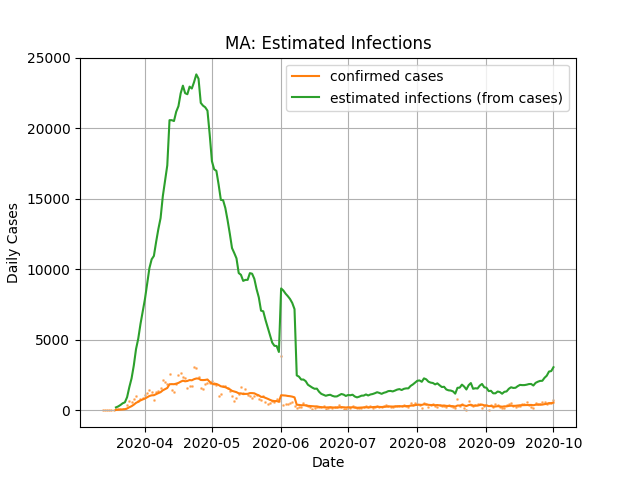 MA: Estimated Infections
25000
20000
15000
10000
5000
0
Daily Cases
confirmed cases
estimated infections (from cases)
2020-04 2020-05 2020-06 2020-07 2020-08 2020-09 2020-10
Date